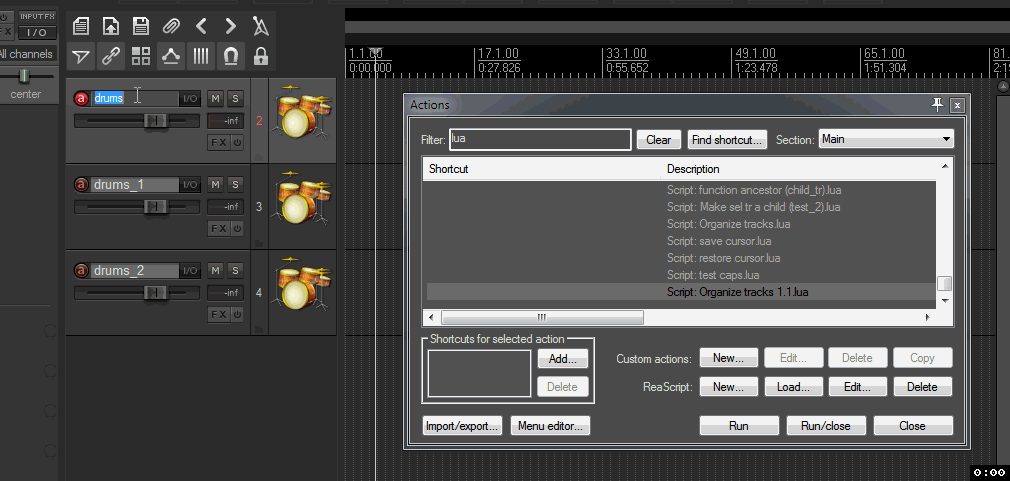 INPUT FX
FX I/O
All channels
center
1.1.00 17.1.00 33.1.00 49.1.00 65.1.00 81.
0:00.000 0:27.826 0:55.652 1:23.478 1:51.304 2:1
a drums I/O M S
-inf 2
FX
a drums_1 I/O M S
-inf 3
FX
a drums_2 I/O M S
-inf 4
FX
Actions
Filter: lua Clear Find shortcut... Section: Main
Shortcut Description
Script: function ancestor (child_tr).lua
Script: Make sel tr a child (test_2).lua
Script: Organize tracks.lua
Script: save cursor.lua
Script: restore cursor.lua
Script: test caps.lua
Script: Organize tracks 1.1.lua
Shortcuts for selected action
Add...
Delete
Custom actions: New... Edit... Delete Copy
ReaScript: New... Load... Edit... Delete
Import/export... Menu editor... Run Run/close Close
0:00